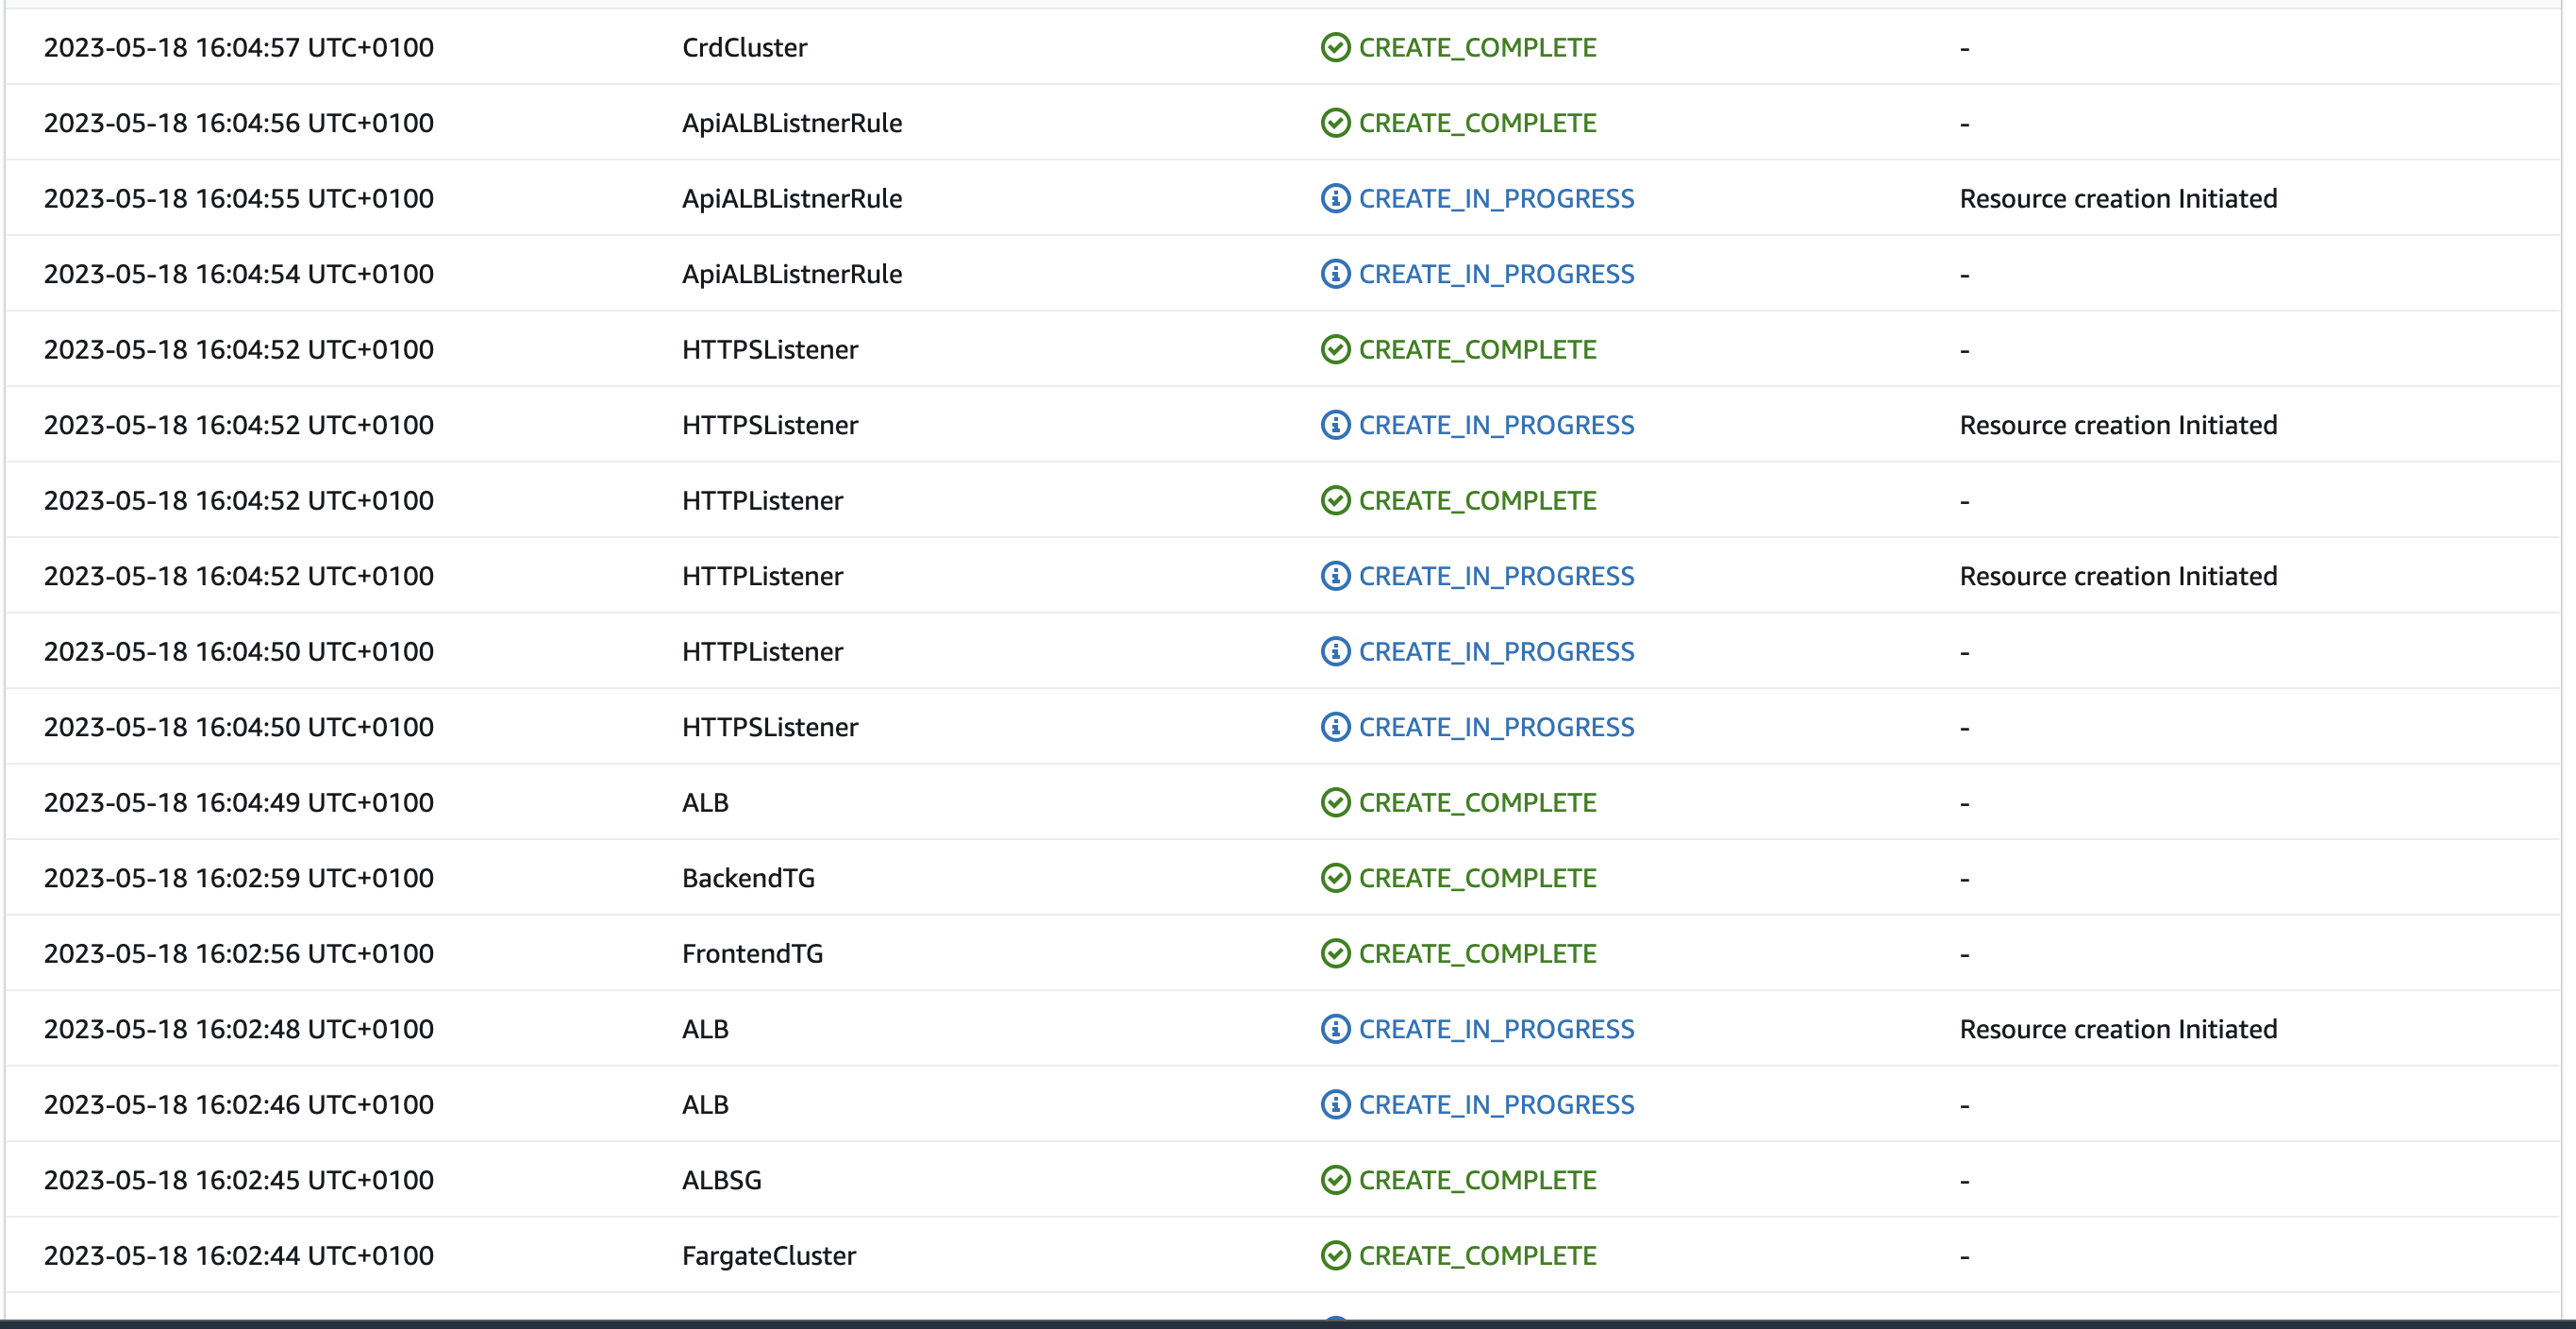 2023-05-18 16:04:57 UTC+0100 CrdCluster CREATE_COMPLETE -
2023-05-18 16:04:56 UTC+0100 ApiALBListnerRule CREATE_COMPLETE -
2023-05-18 16:04:55 UTC+0100 ApiALBListnerRule CREATE_IN_PROGRESS Resource creation Initiated
2023-05-18 16:04:54 UTC+0100 ApiALBListnerRule CREATE_IN_PROGRESS -
2023-05-18 16:04:52 UTC+0100 HTTPSListener CREATE_COMPLETE -
2023-05-18 16:04:52 UTC+0100 HTTPSListener CREATE_IN_PROGRESS Resource creation Initiated
2023-05-18 16:04:52 UTC+0100 HTTPListener CREATE_COMPLETE -
2023-05-18 16:04:52 UTC+0100 HTTPListener CREATE_IN_PROGRESS Resource creation Initiated
2023-05-18 16:04:50 UTC+0100 HTTPListener CREATE_IN_PROGRESS -
2023-05-18 16:04:50 UTC+0100 HTTPSListener CREATE_IN_PROGRESS -
2023-05-18 16:04:49 UTC+0100 ALB CREATE_COMPLETE -
2023-05-18 16:02:59 UTC+0100 BackendTG CREATE_COMPLETE -
2023-05-18 16:02:56 UTC+0100 FrontendTG CREATE_COMPLETE -
2023-05-18 16:02:48 UTC+0100 ALB CREATE_IN_PROGRESS Resource creation Initiated
2023-05-18 16:02:46 UTC+0100 ALB CREATE_IN_PROGRESS -
2023-05-18 16:02:45 UTC+0100 ALBSG CREATE_COMPLETE -
2023-05-18 16:02:44 UTC+0100 FargateCluster CREATE_COMPLETE -